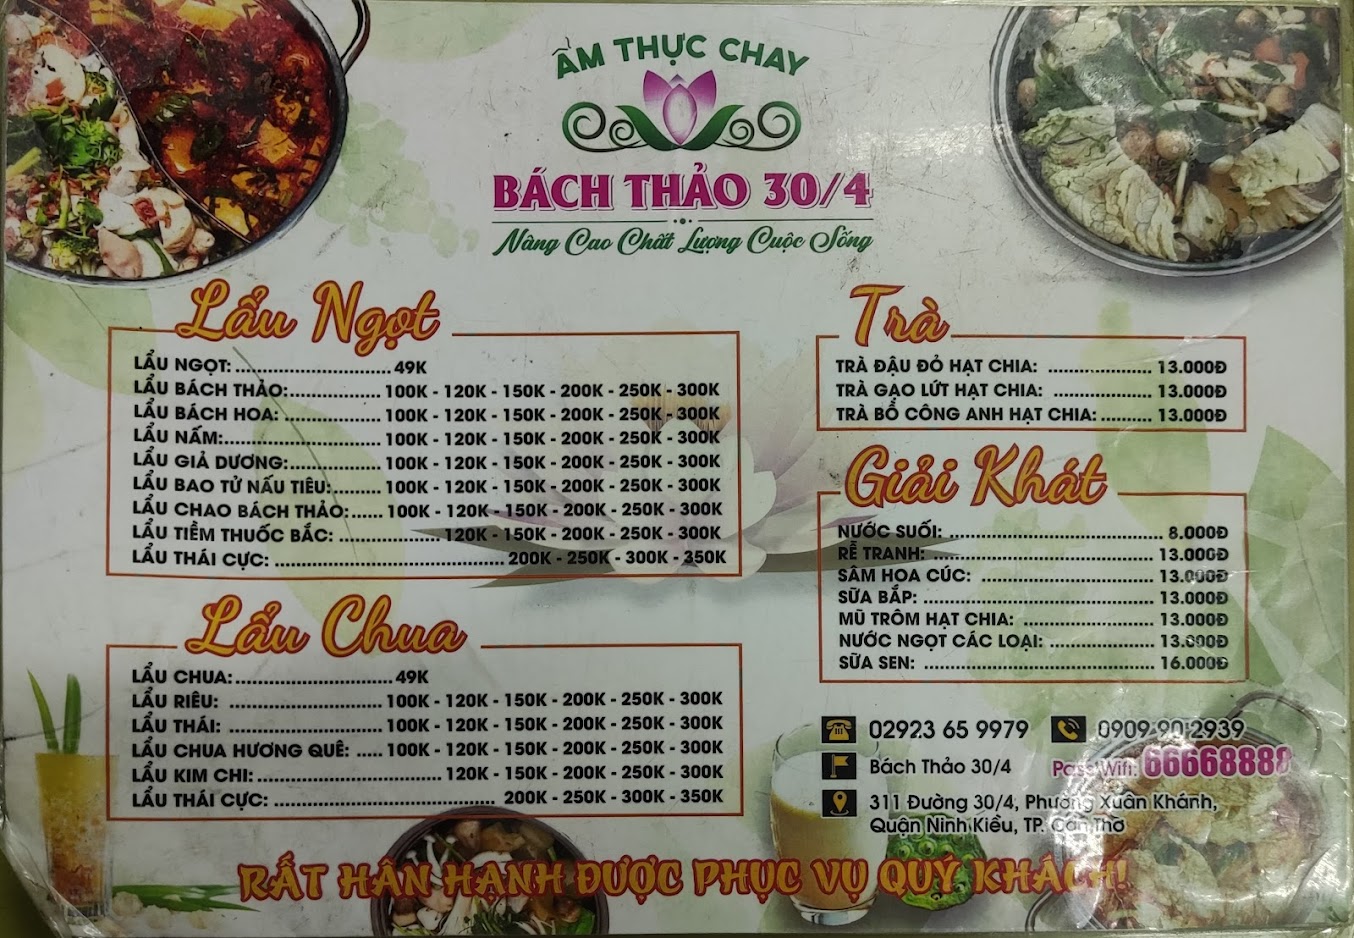 ẨM THỰC CHAY
BÁCH THẢO 30/4
Nâng Cao Chất Lượng Cuộc Sống
Lẩu Ngọt
LẨU NGỌT: 49K
LẨU BÁCH THẢO: 100K - 120K - 150K - 200K - 250K - 300K
LẨU BÁCH HOA: 100K - 120K - 150K - 200K - 250K - 300K
LẨU NẤM: 100K - 120K - 150K - 200K - 250K - 300K
LẨU GIẢ DƯƠNG: 100K - 120K - 150K - 200K - 250K - 300K
LẨU BAO TỬ NẤU TIÊU: 100K - 120K - 150K - 200K - 250K - 300K
LẨU CHAO BÁCH THẢO: 100K - 120K - 150K - 200K - 250K - 300K
LẨU TIỀM THUỐC BẮC: 120K - 150K - 200K - 250K - 300K
LẨU THÁI CỰC: 200K - 250K - 300K - 350K
Lẩu Chua
LẨU CHUA: 49K
LẨU RIÊU: 100K - 120K - 150K - 200K - 250K - 300K
LẨU THÁI: 100K - 120K - 150K - 200K - 250K - 300K
LẨU CHUA HƯƠNG QUÊ: 100K - 120K - 150K - 200K - 250K - 300K
LẨU KIM CHI: 120K - 150K - 200K - 250K - 300K
LẨU THÁI CỰC: 200K - 250K - 300K - 350K
Trà
TRÀ ĐẬU ĐỎ HẠT CHIA: 13.000Đ
TRÀ GẠO LỨT HẠT CHIA: 13.000Đ
TRÀ BỒ CÔNG ANH HẠT CHIA: 13.000Đ
Giải Khát
NƯỚC SUỐI: 8.000Đ
RỄ TRANH: 13.000Đ
SÂM HOA CÚC: 13.000Đ
SỮA BẮP: 13.000Đ
MŨ TRÔM HẠT CHIA: 13.000Đ
NƯỚC NGỌT CÁC LOẠI: 13.000Đ
SỮA SEN: 16.000Đ
02923 65 9979 0909 90 2939
Bách Thảo 30/4 Pass Wifi: 66668888
311 Đường 30/4, Phường Xuân Khánh,
Quận Ninh Kiều, TP. Cần Thơ
RẤT HÂN HẠNH ĐƯỢC PHỤC VỤ QUÝ KHÁCH!